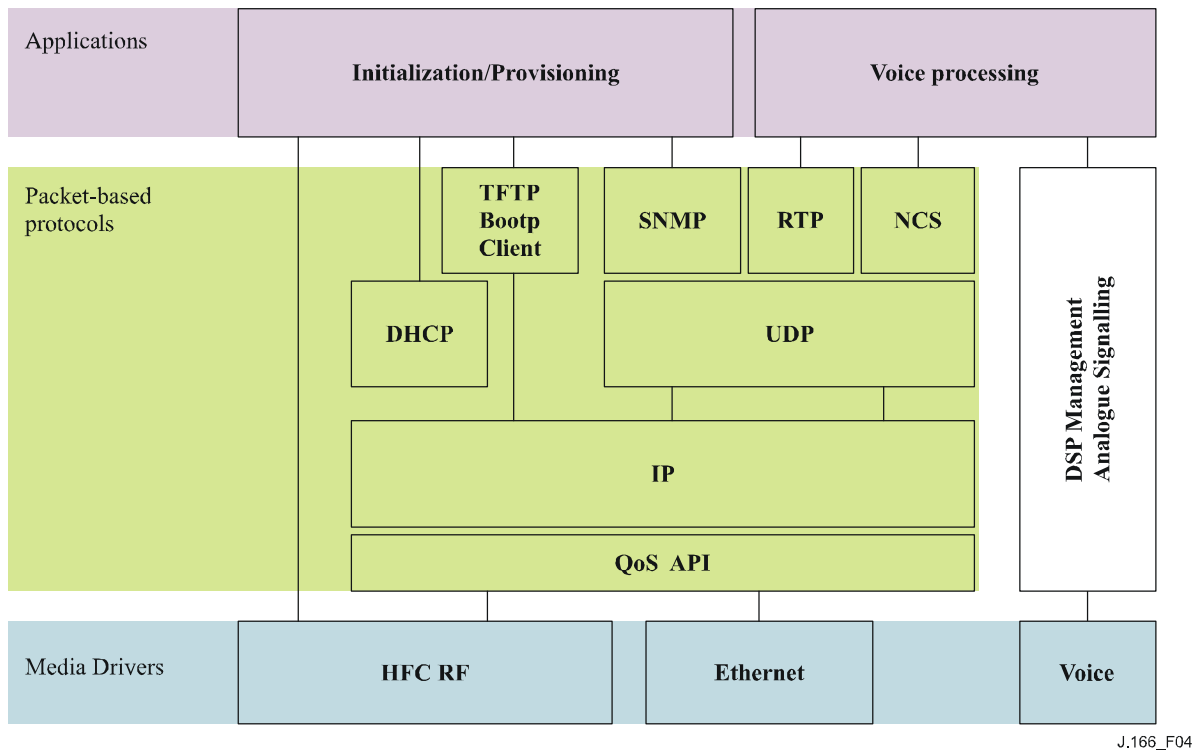 Applications
Initialization/Provisioning
Voice processing
Packet-based
protocols
TFTP
Bootp
Client
SNMP
RTP
NCS
DHCP
UDP
DSP Management
Analogue Signalling
IP
QoS API
Media Drivers
HFC RF
Ethernet
Voice
J.166_F04